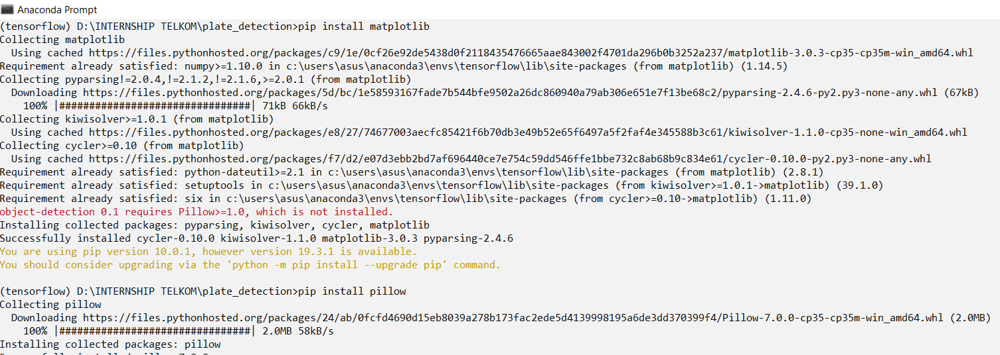 Anaconda Prompt
(tensorflow) D:\INTERNSHIP TELKOM\plate_detection>pip install matplotlib
Collecting matplotlib
  Using cached https://files.pythonhosted.org/packages/c9/1e/0cf26e92de5438d0f2118435476665aae843002f4701da296b0b3252a237/matplotlib-3.0.3-cp35-cp35m-win_amd64.whl
Requirement already satisfied: numpy>=1.10.0 in c:\users\asus\anaconda3\envs\tensorflow\lib\site-packages (from matplotlib) (1.14.5)
Collecting pyparsing!=2.0.4,!=2.1.2,!=2.1.6,>=2.0.1 (from matplotlib)
  Downloading https://files.pythonhosted.org/packages/5d/bc/1e58593167fade7b544bfe9502a26dc860940a79ab306e651e7f13be68c2/pyparsing-2.4.6-py2.py3-none-any.whl (67kB)
    100% |################################| 71kB 66kB/s
Collecting kiwisolver>=1.0.1 (from matplotlib)
  Using cached https://files.pythonhosted.org/packages/e8/27/74677003aecfc85421f6b70db3e49b52e65f6497a5f2faf4e345588b3c61/kiwisolver-1.1.0-cp35-none-win_amd64.whl
Collecting cycler>=0.10 (from matplotlib)
  Using cached https://files.pythonhosted.org/packages/f7/d2/e07d3ebb2bd7af696440ce7e754c59dd546ffe1bbe732c8ab68b9c834e61/cycler-0.10.0-py2.py3-none-any.whl
Requirement already satisfied: python-dateutil>=2.1 in c:\users\asus\anaconda3\envs\tensorflow\lib\site-packages (from matplotlib) (2.8.1)
Requirement already satisfied: setuptools in c:\users\asus\anaconda3\envs\tensorflow\lib\site-packages (from kiwisolver>=1.0.1->matplotlib) (39.1.0)
Requirement already satisfied: six in c:\users\asus\anaconda3\envs\tensorflow\lib\site-packages (from cycler>=0.10->matplotlib) (1.11.0)
object-detection 0.1 requires Pillow>=1.0, which is not installed.
Installing collected packages: pyparsing, kiwisolver, cycler, matplotlib
Successfully installed cycler-0.10.0 kiwisolver-1.1.0 matplotlib-3.0.3 pyparsing-2.4.6
You are using pip version 10.0.1, however version 19.3.1 is available.
You should consider upgrading via the 'python -m pip install --upgrade pip' command.
(tensorflow) D:\INTERNSHIP TELKOM\plate_detection>pip install pillow
Collecting pillow
  Downloading https://files.pythonhosted.org/packages/24/ab/0fcfd4690d15eb8039a278b173fac2ede5d4139998195a6de3dd370399f4/Pillow-7.0.0-cp35-cp35m-win_amd64.whl (2.0MB)
    100% |################################| 2.0MB 58kB/s
Installing collected packages: pillow